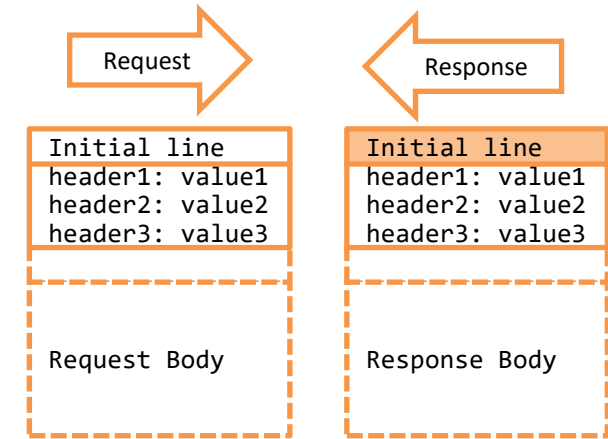 Request
Initial line
header1: value1
header2: value2
header3: value3
Request Body
Response
Initial line
header1: value1
header2: value2
header3: value3
Response Body